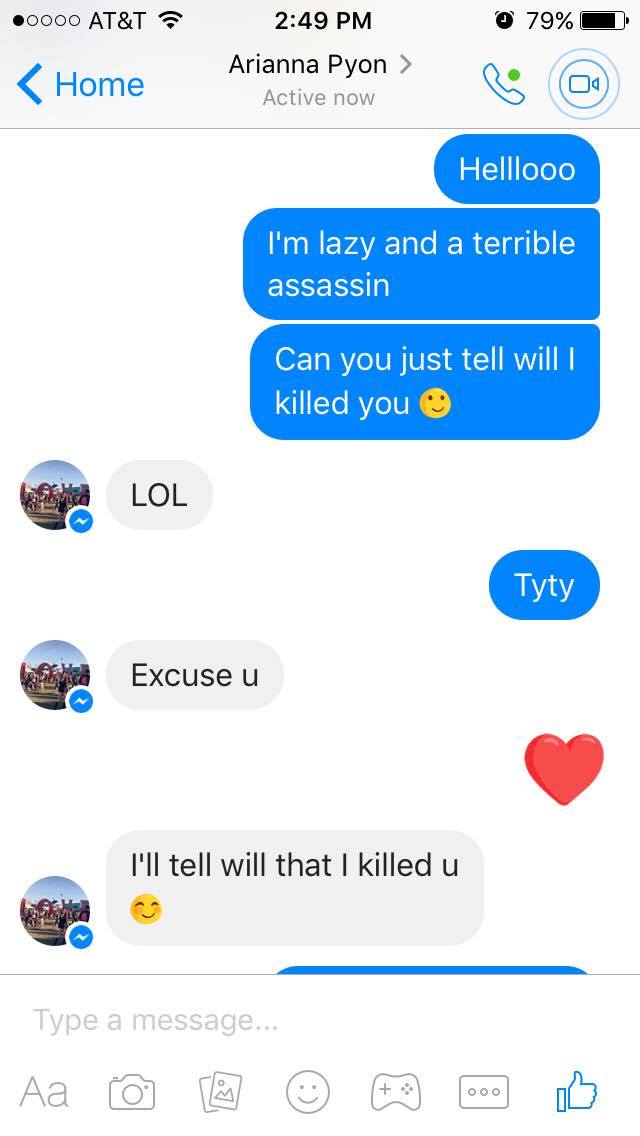 AT&T 2:49 PM 79%
Home Arianna Pyon
Active now
Helllooo
I'm lazy and a terrible
assassin
Can you just tell will I
killed you 🙂
LOL
Tyty
Excuse u
I'll tell will that I killed u
😊
Type a message...
Aa